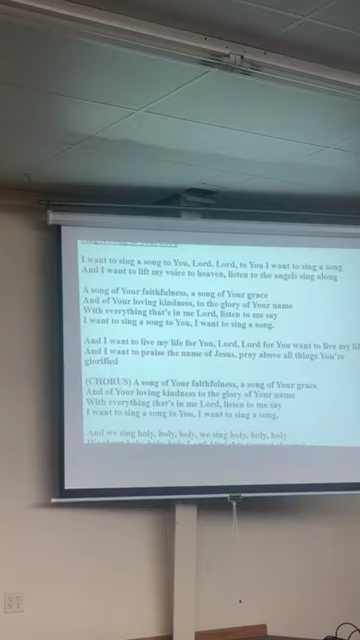 I want to sing a song to You, Lord, Lord, to You I want to sing a song
And I want to lift my voice to heaven, listen to the angels sing along
A song of Your faithfulness, a song of Your grace
And of Your loving kindness, to the glory of Your name
With everything that's in me Lord, listen to me say
I want to sing a song to You, I want to sing a song.
And I want to live my life for You, Lord, Lord for You want to live my
And I want to praise the name of Jesus, pray above all things You're
glorified
(CHORUS) A song of Your faithfulness, a song of Your grace
And of Your loving kindness to the glory of Your name
With everything that's in me Lord, listen to me say
I want to sing a song to You, I want to sing a song.
And we sing holy, holy, holy, we sing holy, holy, holy